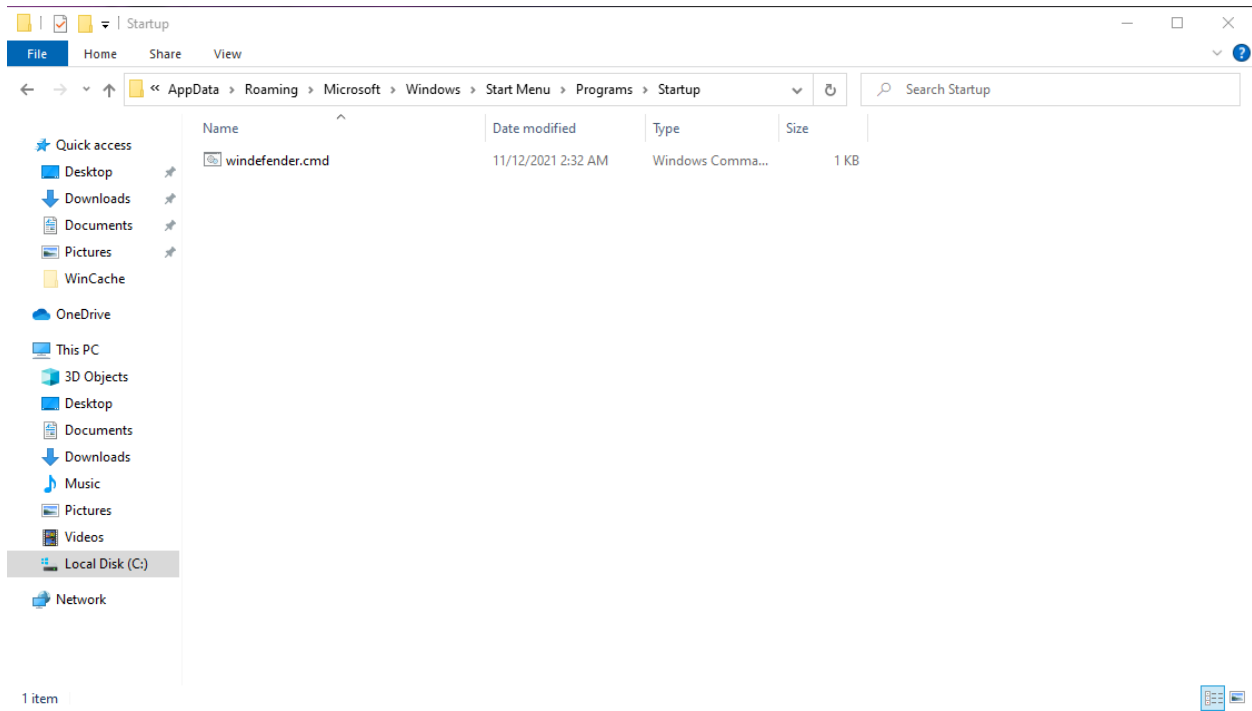 Startup
File Home Share View
« AppData › Roaming › Microsoft › Windows › Start Menu › Programs › Startup
Search Startup
Name Date modified Type Size
windefender.cmd 11/12/2021 2:32 AM Windows Comma... 1 KB
Quick access
Desktop
Downloads
Documents
Pictures
WinCache
OneDrive
This PC
3D Objects
Desktop
Documents
Downloads
Music
Pictures
Videos
Local Disk (C:)
Network
1 item